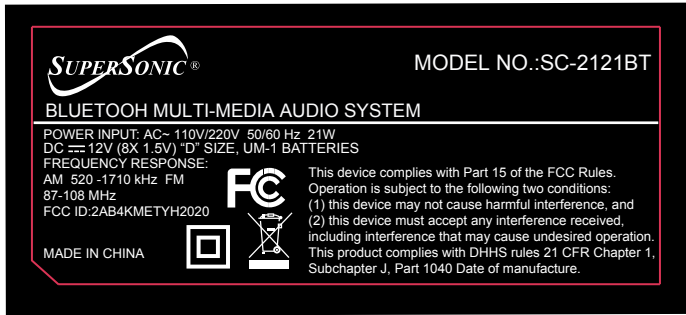 SUPERSONIC ®
MODEL NO.:SC-2121BT
BLUETOOH MULTI-MEDIA AUDIO SYSTEM
POWER INPUT: AC~ 110V/220V 50/60 Hz 21W
DC ⎓ 12V (8X 1.5V) “D” SIZE, UM-1 BATTERIES
FREQUENCY RESPONSE:
AM 520 -1710 kHz FM
87-108 MHz
FCC ID:2AB4KMETYH2020
MADE IN CHINA
FC
This device complies with Part 15 of the FCC Rules.
Operation is subject to the following two conditions:
(1) this device may not cause harmful interference, and
(2) this device must accept any interference received,
including interference that may cause undesired operation.
This product complies with DHHS rules 21 CFR Chapter 1,
Subchapter J, Part 1040 Date of manufacture.